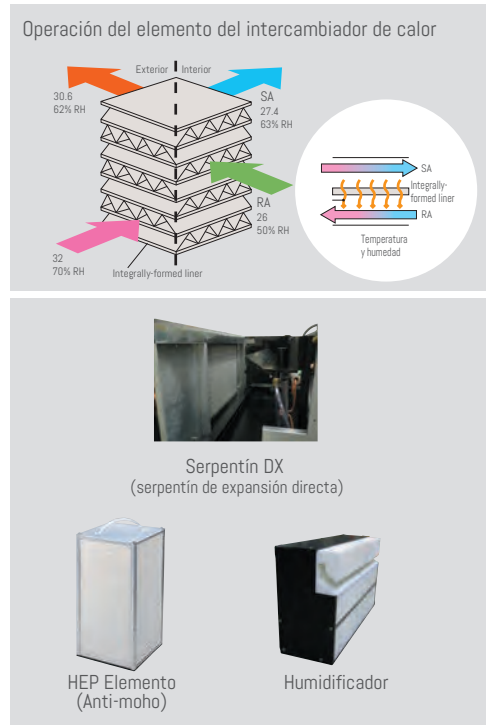 Operación del elemento del intercambiador de calor
Exterior Interior
30.6
62% RH
SA
27.4
63% RH
RA
26
50% RH
32
70% RH
Integrally-formed liner
SA
Integrally-
formed liner
RA
Temperatura
y humedad
Serpentín DX
(serpentín de expansión directa)
HEP Elemento
(Anti-moho)
Humidificador